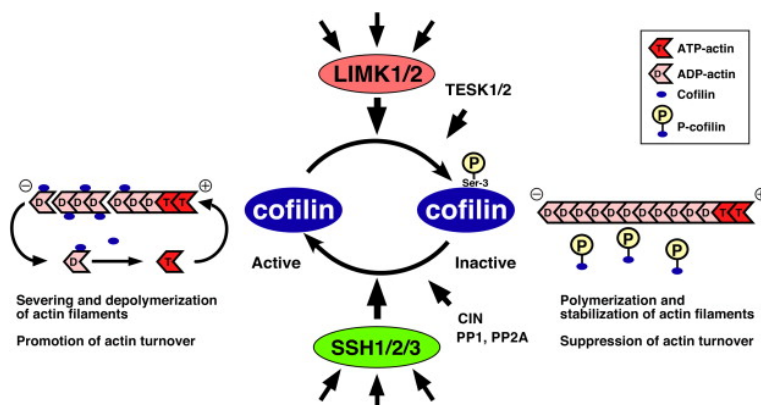 LIMK1/2
TESK1/2
T ATP-actin
D ADP-actin
Cofilin
P P-cofilin
P
Ser-3
cofilin
cofilin
Active
Inactive
− D D D D D D D T T +
D T
− D D D D D D D D D D T T +
P P P
Severing and depolymerization
of actin filaments
Promotion of actin turnover
CIN
PP1, PP2A
SSH1/2/3
Polymerization and
stabilization of actin filaments
Suppression of actin turnover